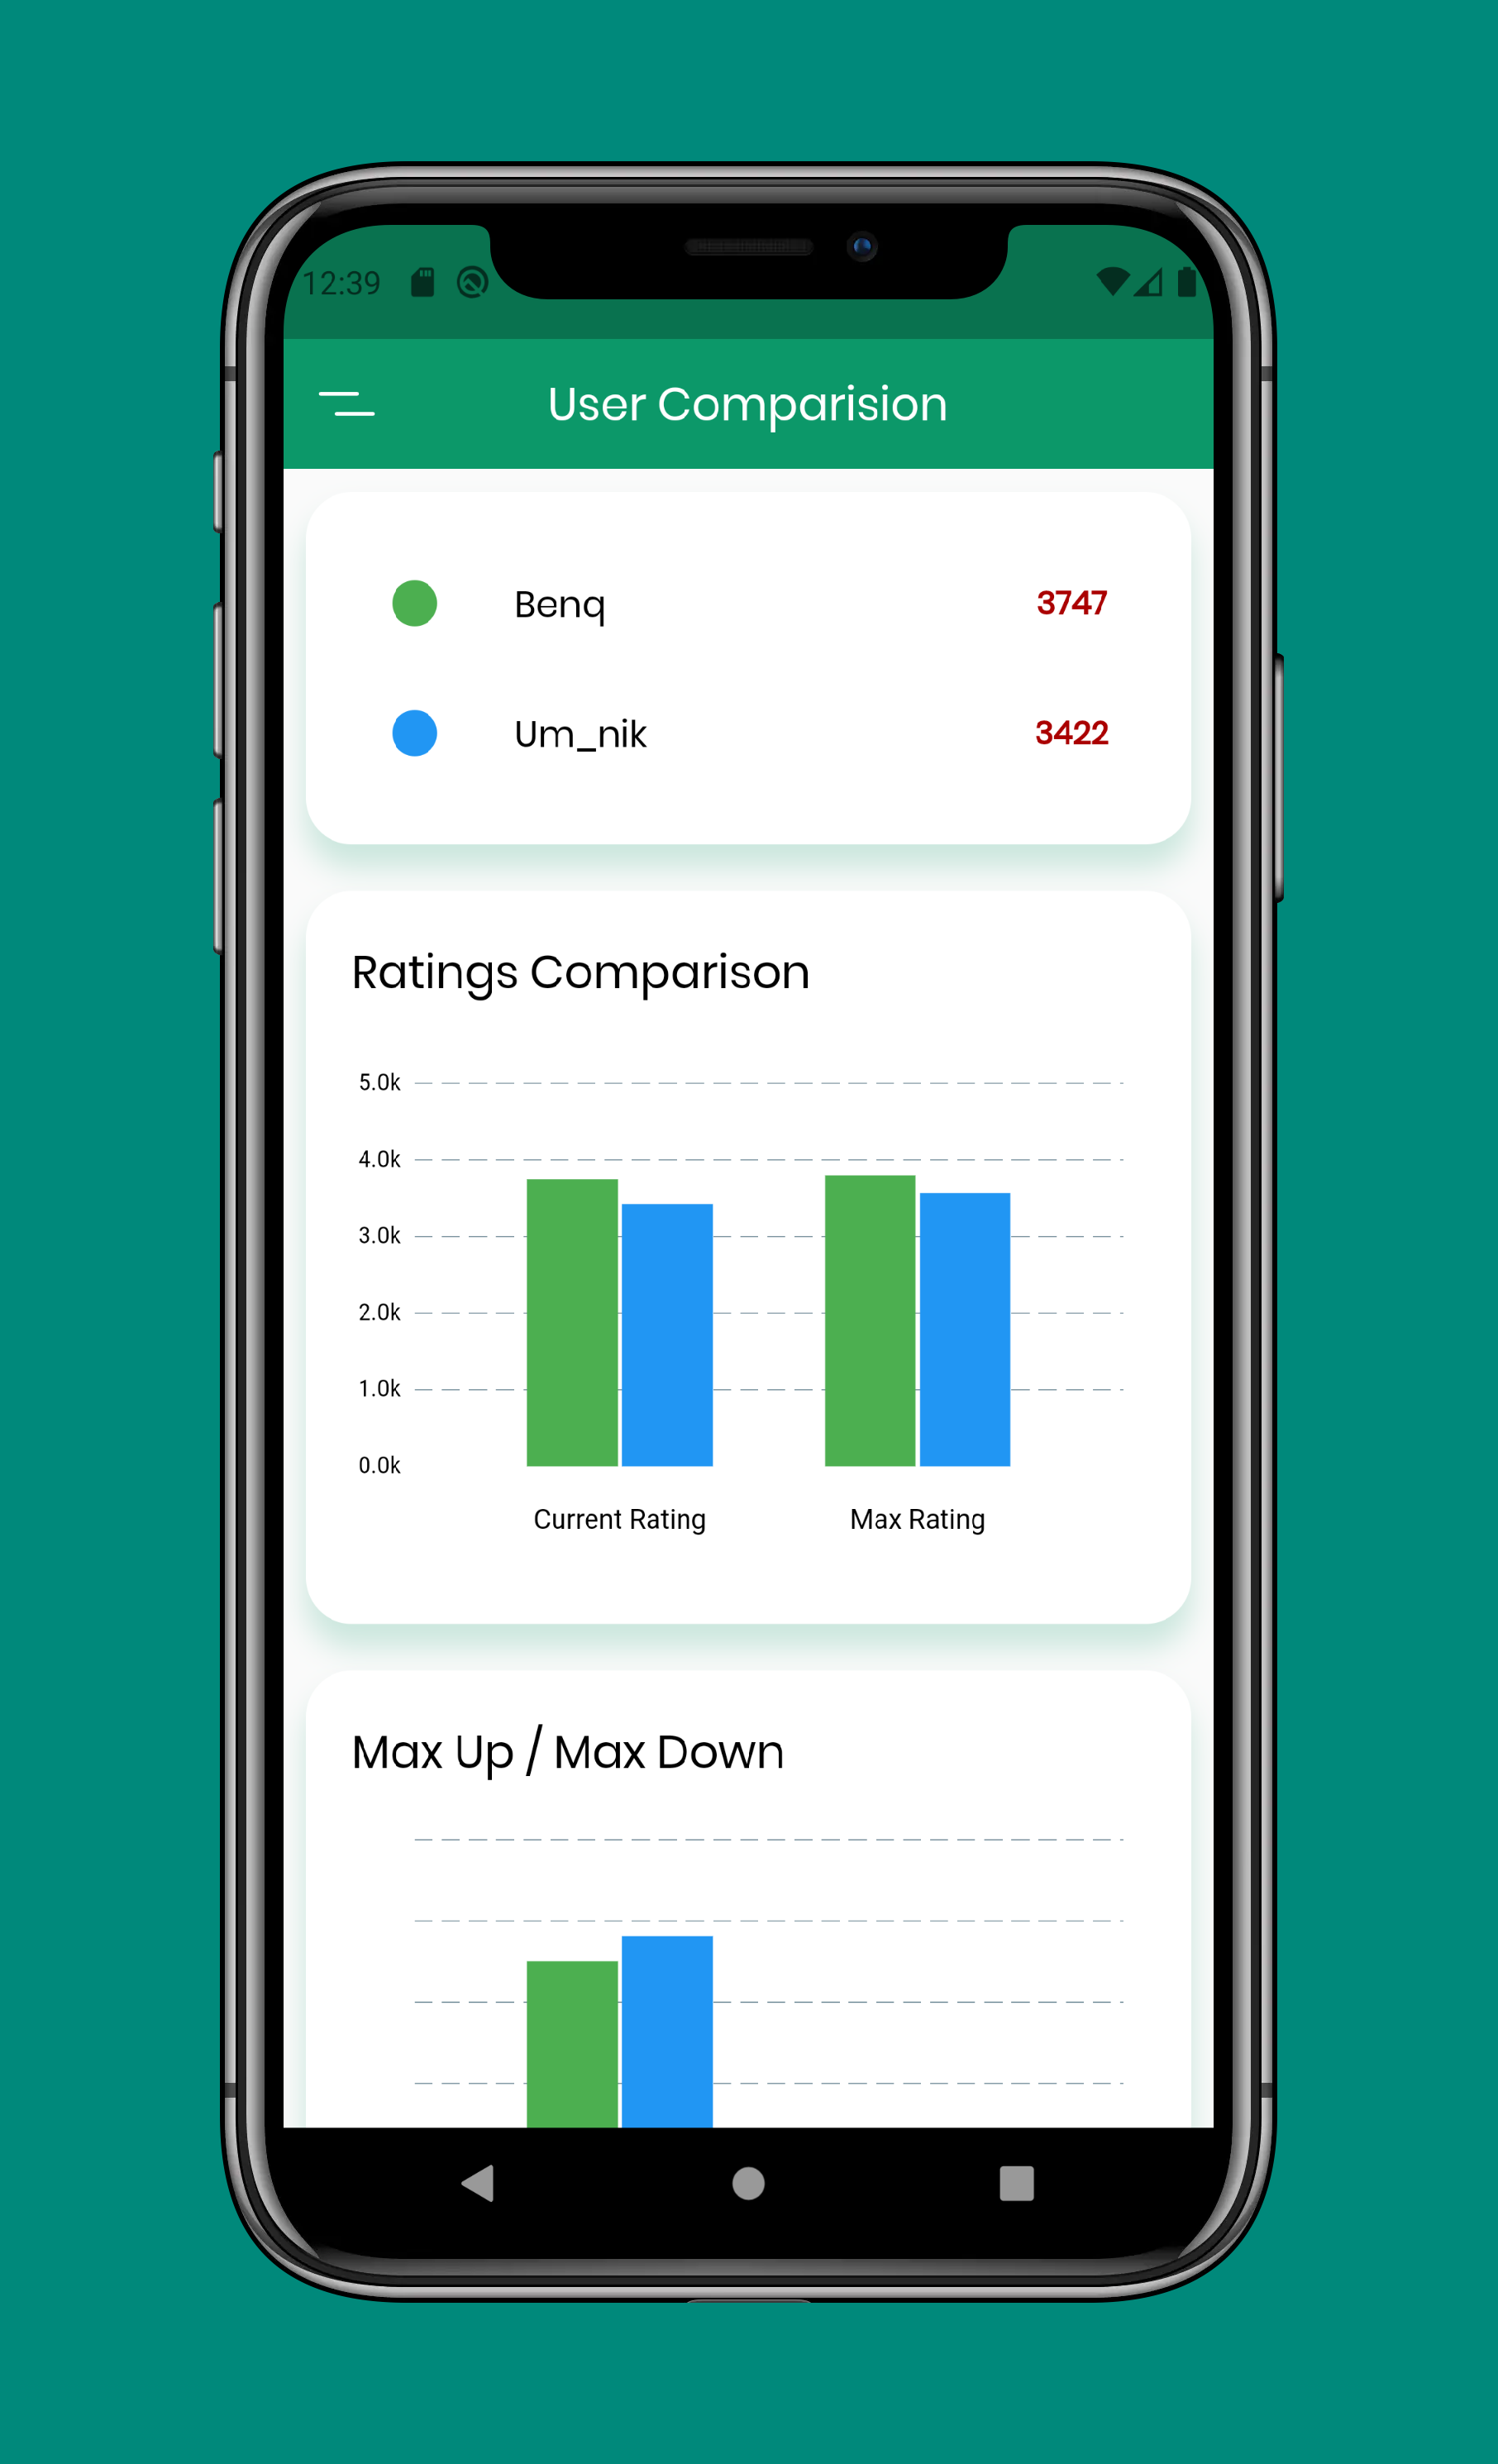 12:39
User Comparision
Benq 3747
Um_nik 3422
Ratings Comparison
5.0k
4.0k
3.0k
2.0k
1.0k
0.0k
Current Rating Max Rating
Max Up / Max Down